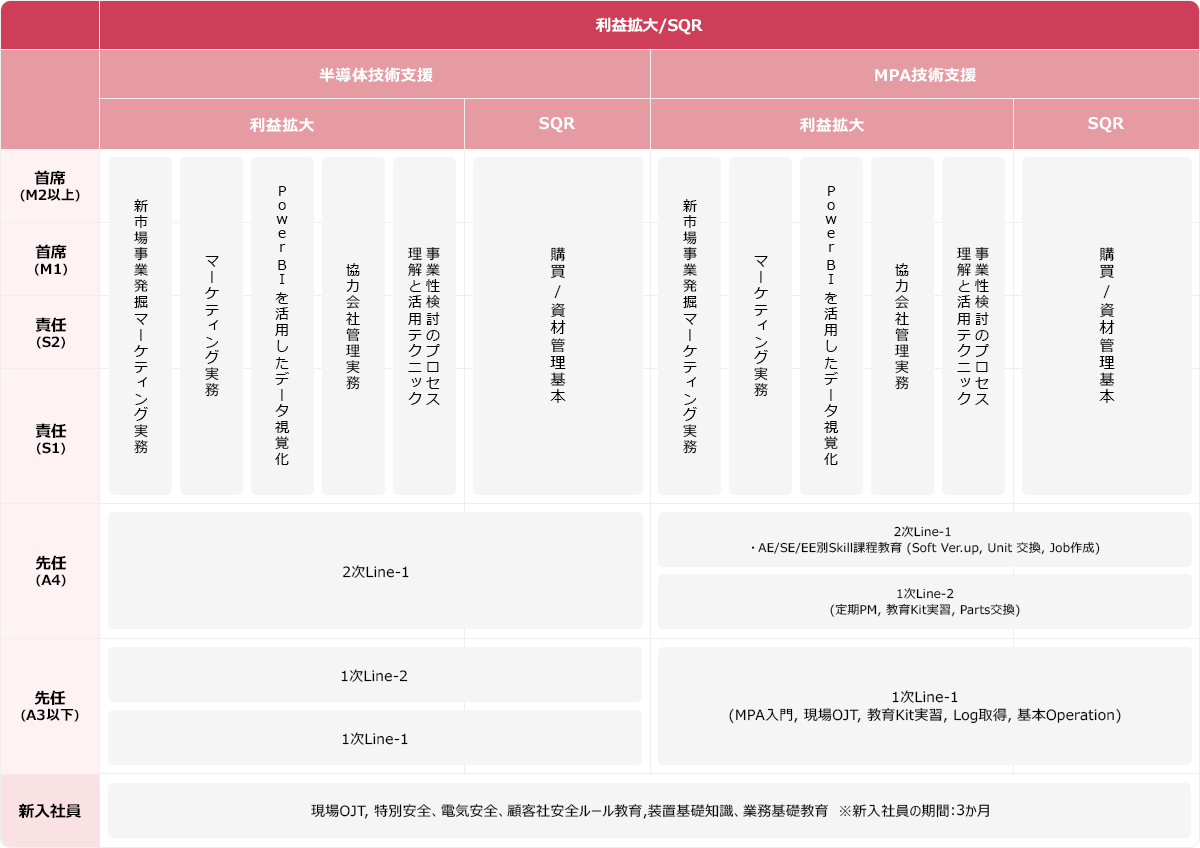 利益拡大/SQR
半導体技術支援
MPA技術支援
利益拡大
SQR
利益拡大
SQR
首席
(M2以上)
首席
(M1)
責任
(S2)
責任
(S1)
新市場事業発掘マーケティング実務
マーケティング実務
Power BIを活用したデータ視覚化
協力会社管理実務
事業性検討のプロセス
理解と活用テクニック
購買/資材管理基本
新市場事業発掘マーケティング実務
マーケティング実務
Power BIを活用したデータ視覚化
協力会社管理実務
事業性検討のプロセス
理解と活用テクニック
購買/資材管理基本
先任
(A4)
2次Line-1
2次Line-1
・AE/SE/EE別Skill課程教育 (Soft Ver.up, Unit 交換, Job作成)
1次Line-2
(定期PM, 教育Kit実習, Parts交換)
先任
(A3以下)
1次Line-2
1次Line-1
1次Line-1
(MPA入門, 現場OJT, 教育Kit実習, Log取得, 基本Operation)
新入社員
現場OJT, 特別安全、電気安全、顧客社安全ルール教育,装置基礎知識、業務基礎教育 ※新入社員の期間:3か月